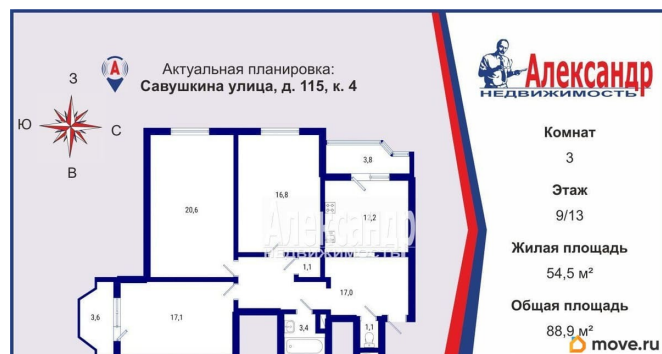 Актуальная планировка:
Савушкина улица, д. 115, к. 4
З
Ю
С
В
А
20,6
16,8
3,8
1,1
17,0
3,6
17,1
3,4
1,1
Александр
НЕДВИЖИМОСТЬ
Александр
НЕДВИЖИМОСТЬ
Комнат
3
Этаж
9/13
Жилая площадь
54,5 м²
Общая площадь
88,9 м²
move.ru